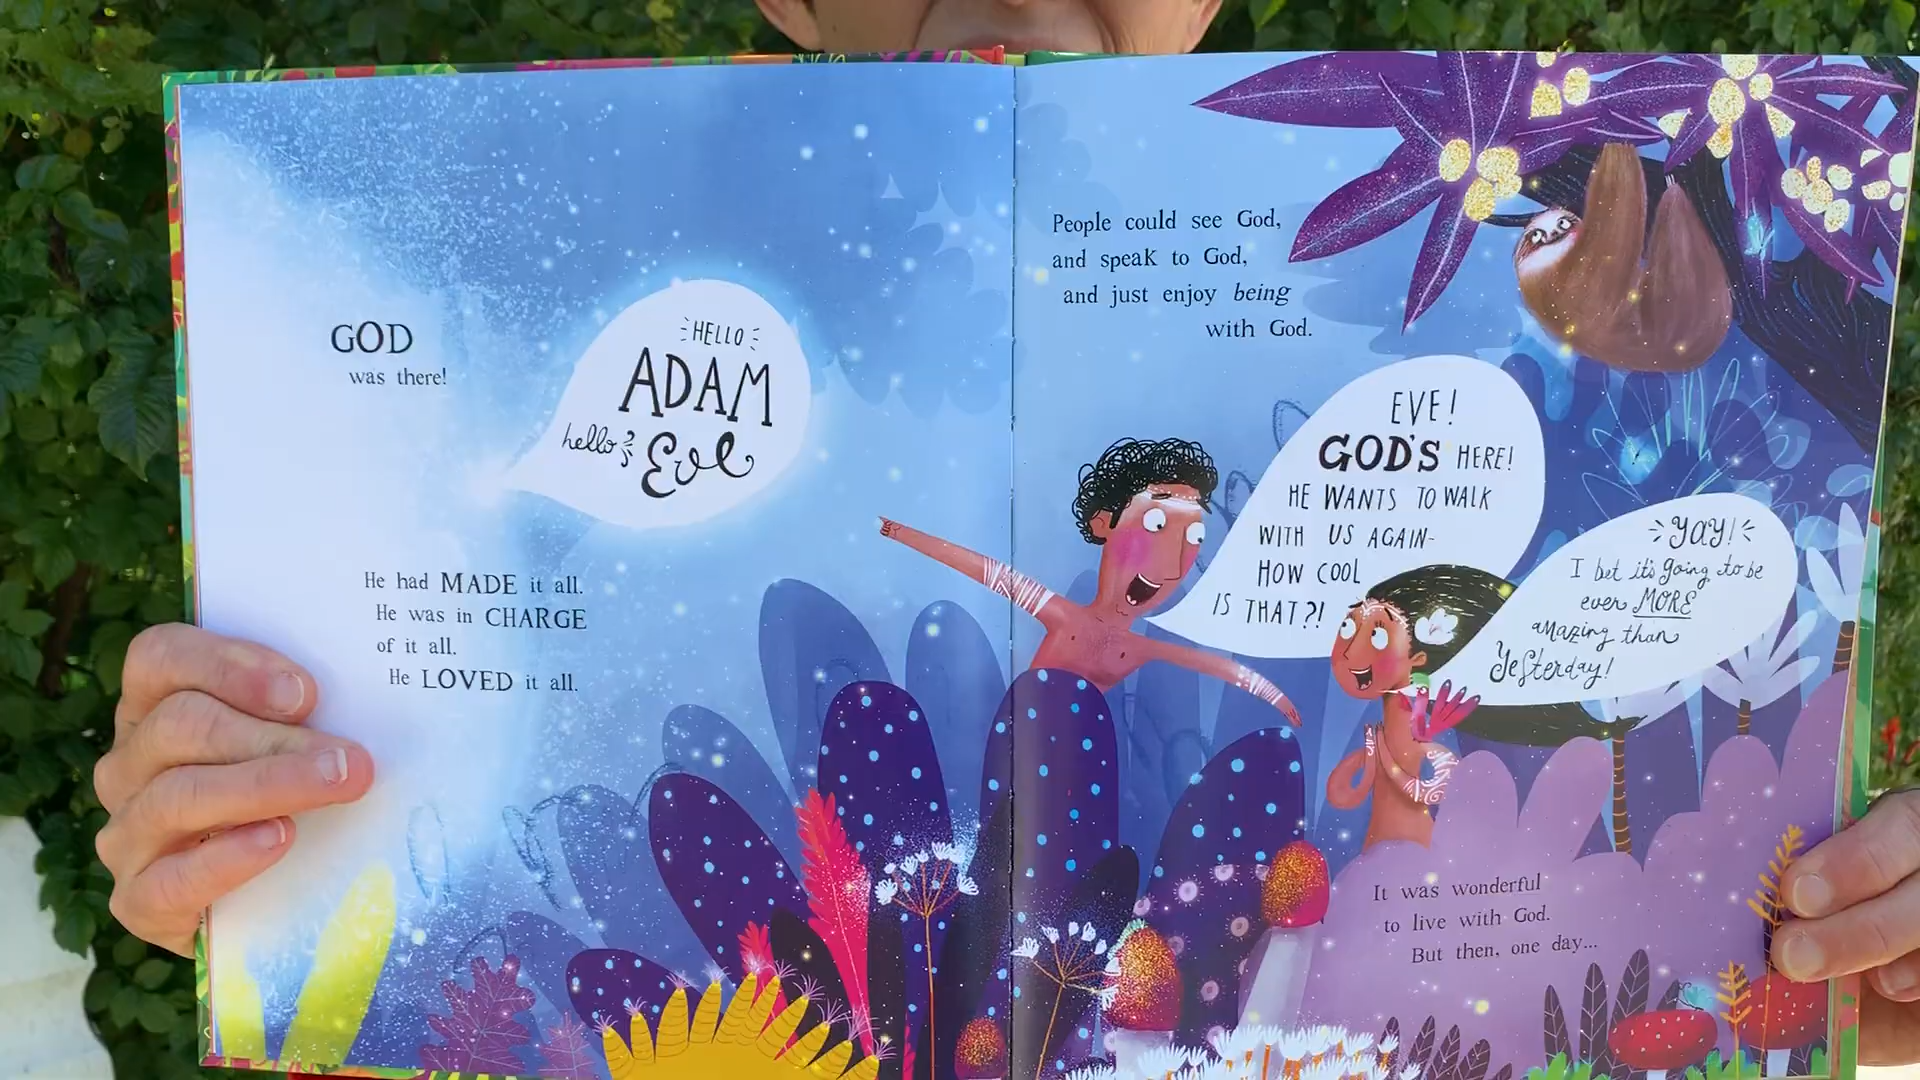 GOD
was there!
HELLO
ADAM
hello
Eve
He had MADE it all.
He was in CHARGE
of it all.
He LOVED it all.
People could see God,
and speak to God,
and just enjoy being
with God.
EVE!
GOD'S HERE!
HE WANTS TO WALK
WITH US AGAIN-
HOW COOL
IS THAT?!
YAY!
I bet it's going to be
ever MORE
amazing than
Yesterday!
It was wonderful
to live with God.
But then, one day...